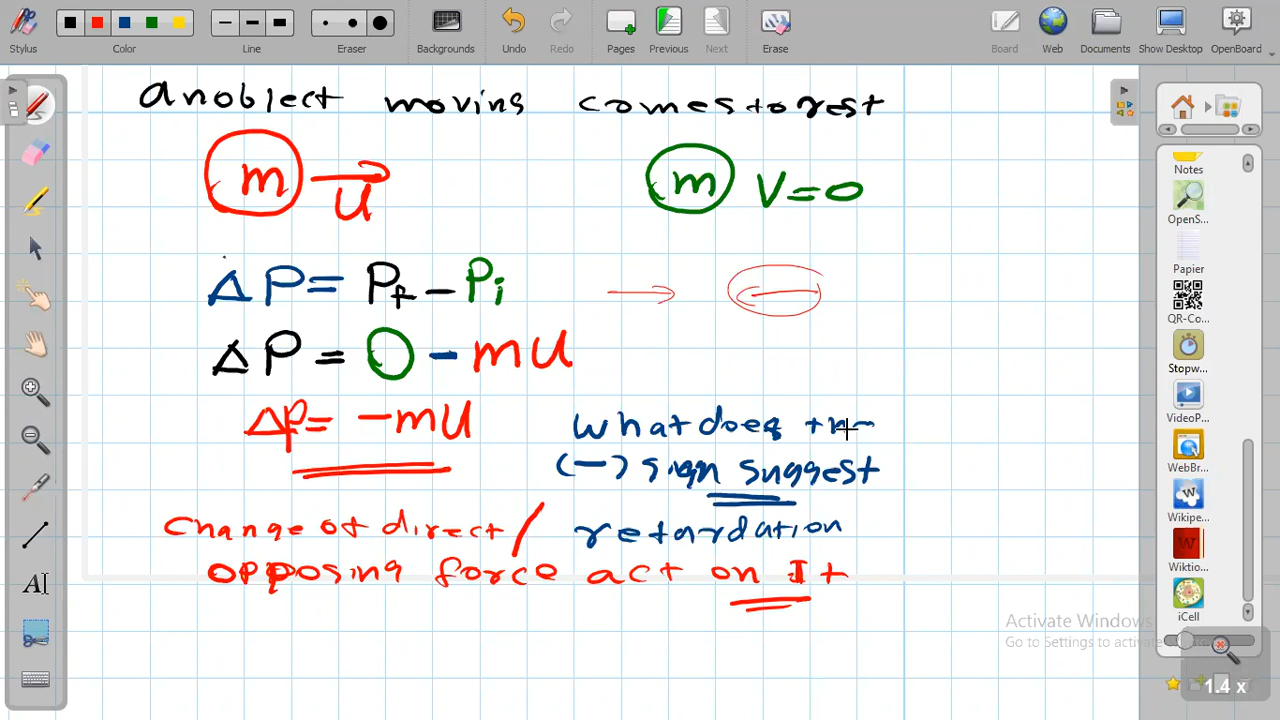 Stylus Color Line Eraser Backgrounds Undo Redo Pages Previous Next Erase Board Web Documents Show Desktop OpenBoard
anoblect moving comes to rest
m U
m V=0
ΔP= Pf - Pi
ΔP = 0 - mU
ΔP= -mU
what does
(-) sign suggest
Change of direct / retardation
opposing force act on It
Notes
OpenS...
Papier
QR-Co...
Stopw...
VideoP...
WebBr...
Wikipe...
Wiktio...
iCell
Activate Windows
Go to Settings to activate
1.4 x